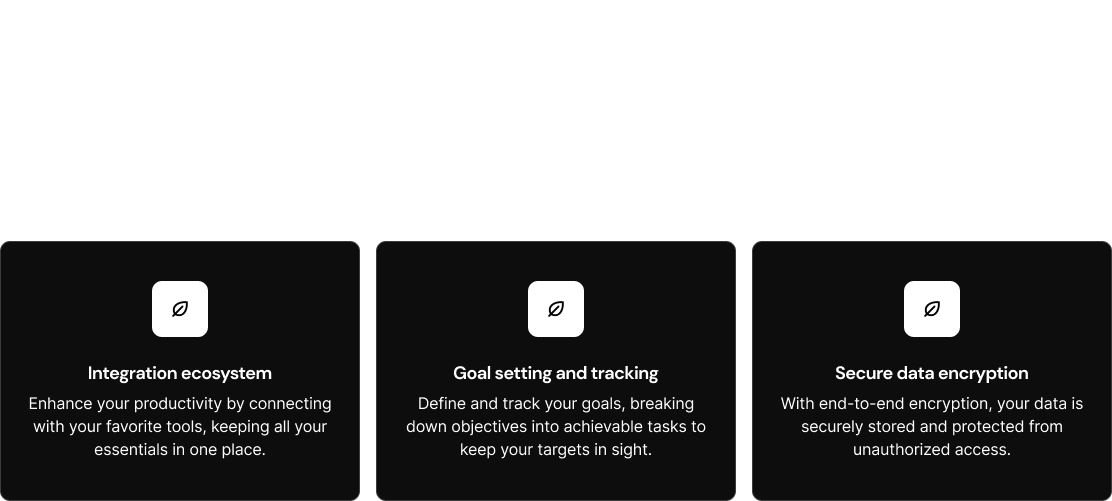 Integration ecosystem
Enhance your productivity by connecting
with your favorite tools, keeping all your
essentials in one place.
Goal setting and tracking
Define and track your goals, breaking
down objectives into achievable tasks to
keep your targets in sight.
Secure data encryption
With end-to-end encryption, your data is
securely stored and protected from
unauthorized access.